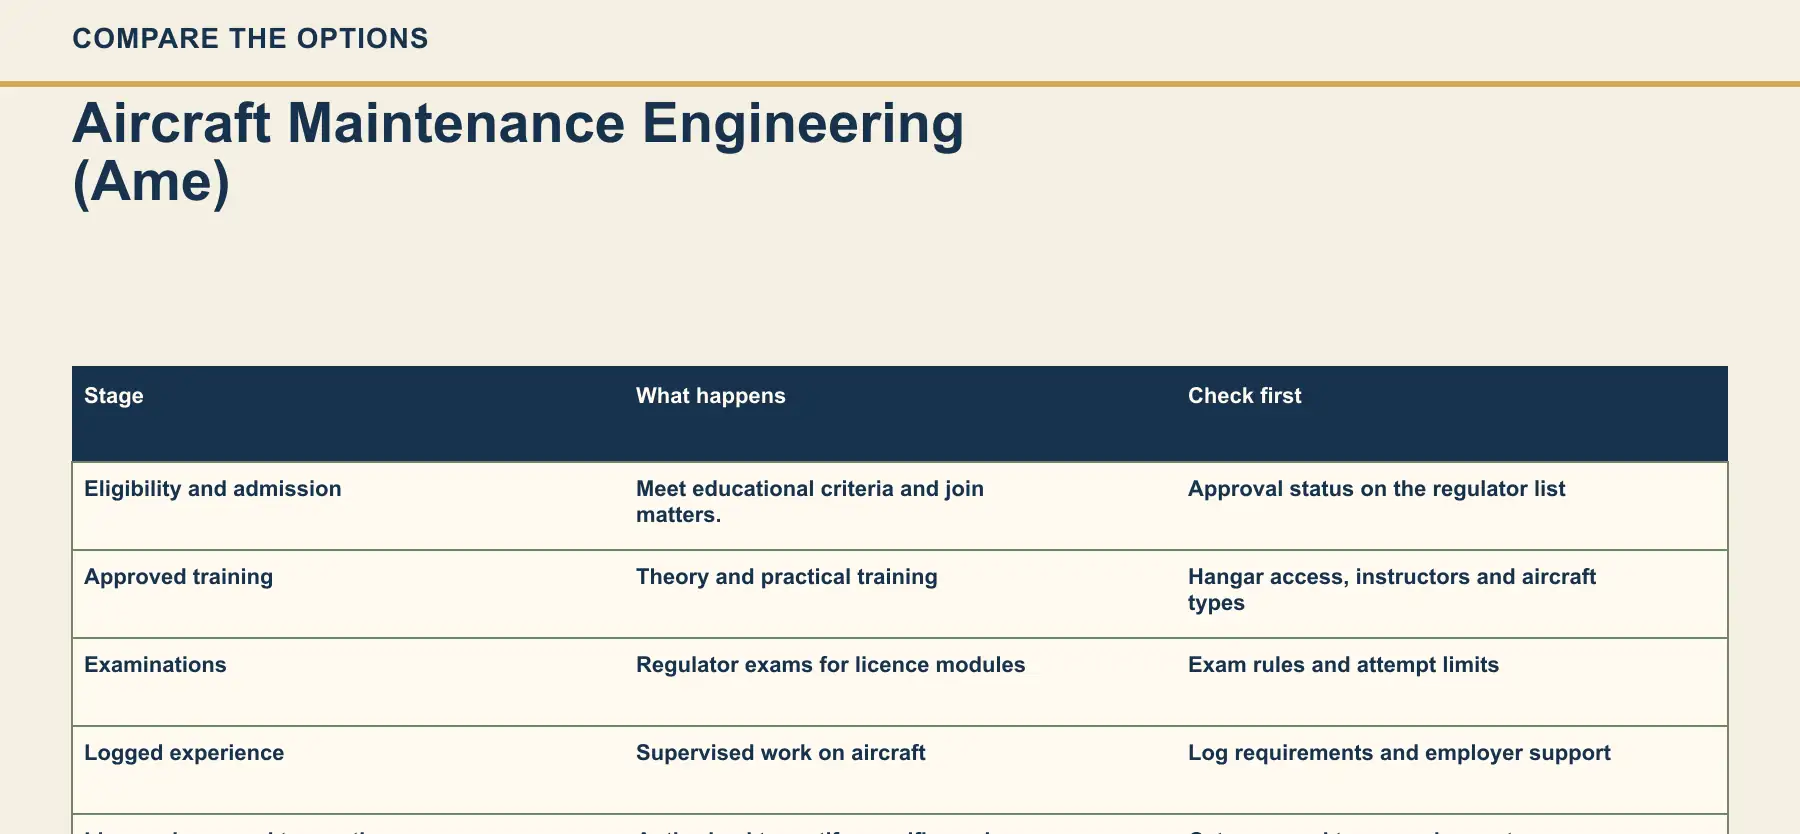 COMPARE THE OPTIONS
Aircraft Maintenance Engineering
(Ame)
Stage
What happens
Check first
Eligibility and admission
Meet educational criteria and join
matters.
Approval status on the regulator list
Approved training
Theory and practical training
Hangar access, instructors and aircraft
types
Examinations
Regulator exams for licence modules
Exam rules and attempt limits
Logged experience
Supervised work on aircraft
Log requirements and employer support